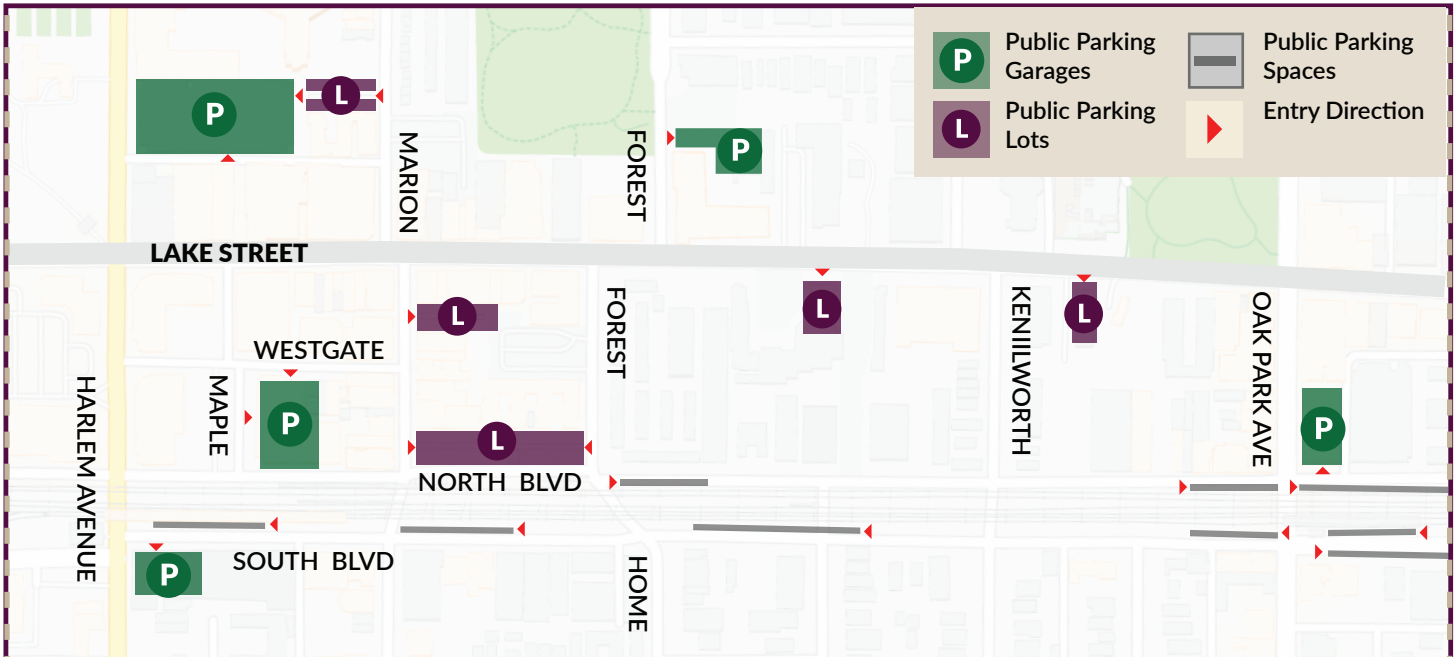 P
Public Parking
Garages
Public Parking
Spaces
L
Public Parking
Lots
Entry Direction
P
L
MARION
FOREST
P
LAKE STREET
L
FOREST
L
KENILWORTH
L
OAK PARK AVE
WESTGATE
HARLEM AVENUE
MAPLE
P
L
P
NORTH BLVD
SOUTH BLVD
P
HOME